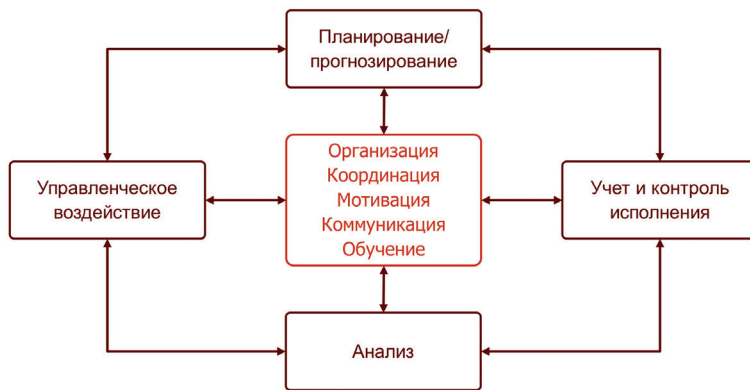 Планирование/
прогнозирование
Управленческое
воздействие
Организация
Координация
Мотивация
Коммуникация
Обучение
Учет и контроль
исполнения
Анализ